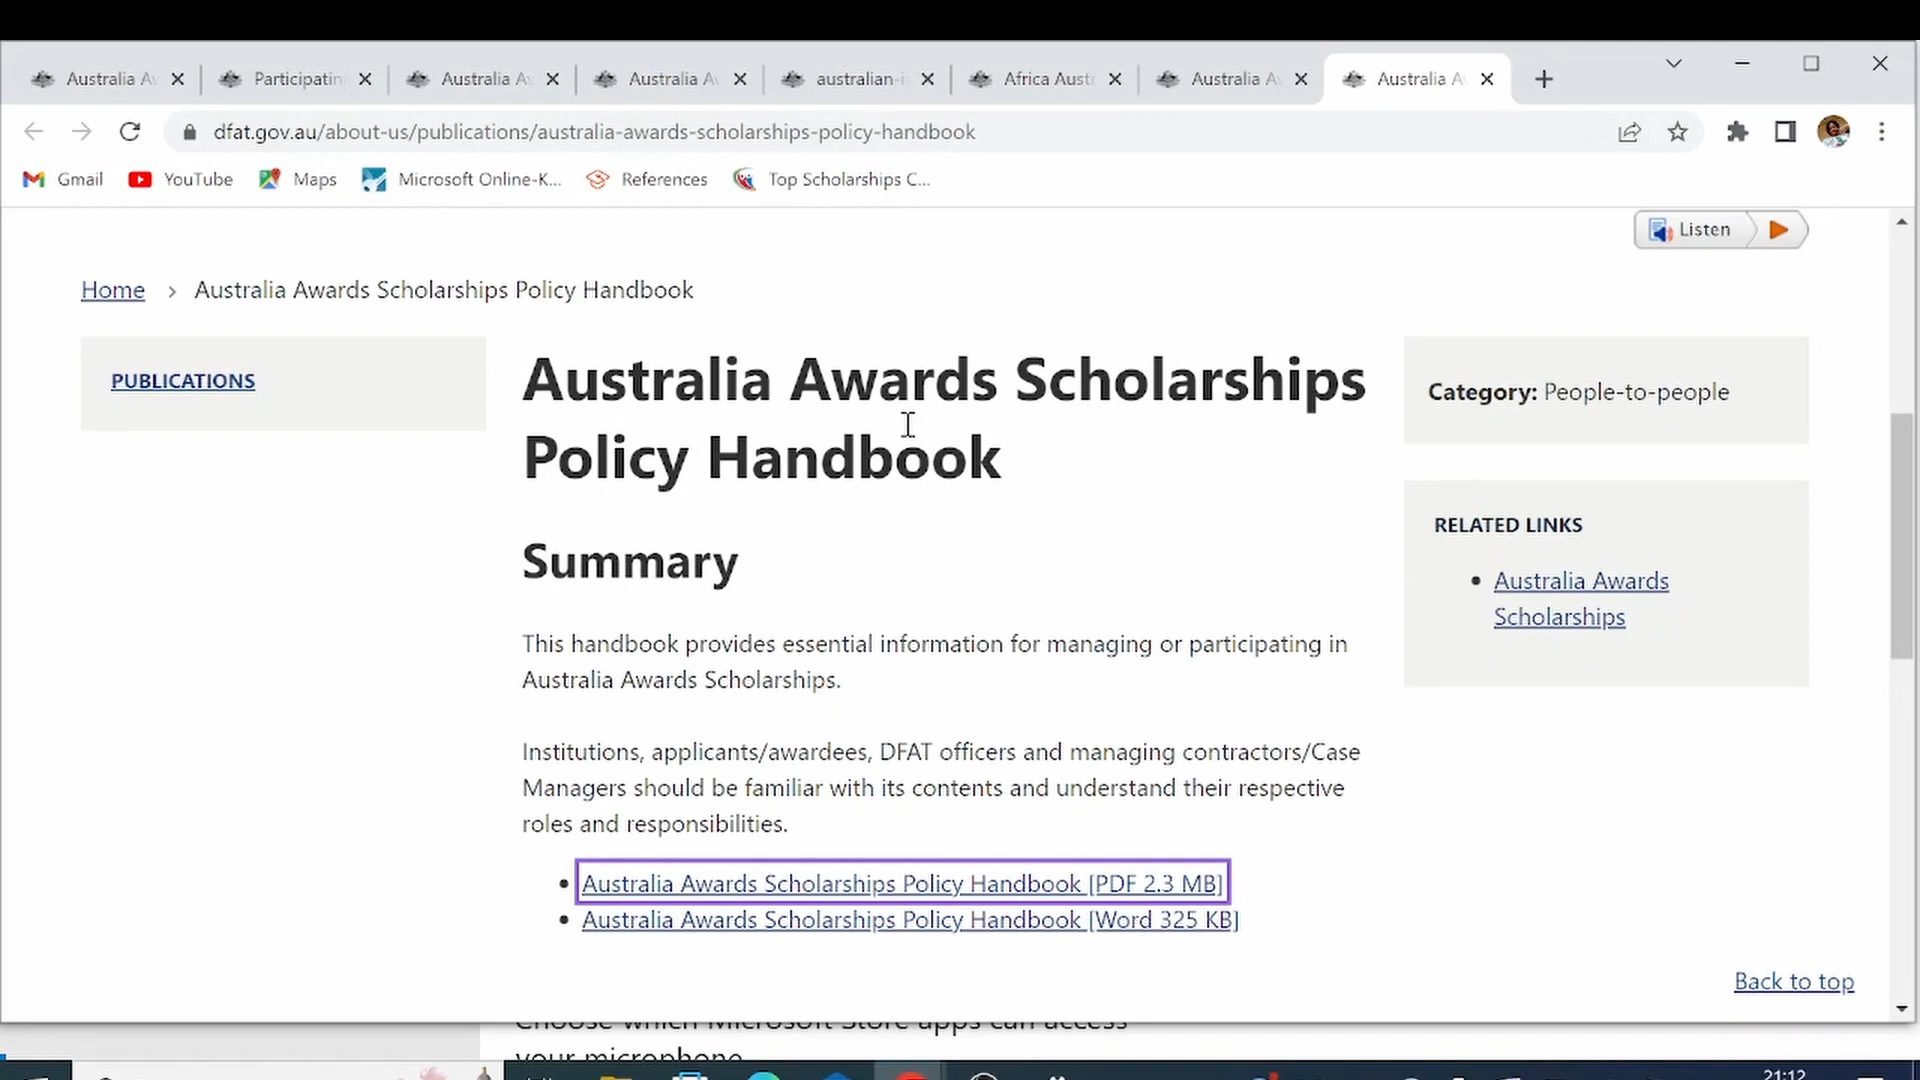 Australia A
Participatin
Australia A
Australia A
australian-i
Africa Aust
Australia A
Australia A
dfat.gov.au/about-us/publications/australia-awards-scholarships-policy-handbook
Gmail
YouTube
Maps
Microsoft Online-K...
References
Top Scholarships C...
Listen
Home > Australia Awards Scholarships Policy Handbook
PUBLICATIONS
Australia Awards Scholarships
Policy Handbook
Category: People-to-people
Summary
RELATED LINKS
• Australia Awards
Scholarships
This handbook provides essential information for managing or participating in
Australia Awards Scholarships.
Institutions, applicants/awardees, DFAT officers and managing contractors/Case
Managers should be familiar with its contents and understand their respective
roles and responsibilities.
• Australia Awards Scholarships Policy Handbook [PDF 2.3 MB]
• Australia Awards Scholarships Policy Handbook [Word 325 KB]
Back to top
Choose which Microsoft Store apps can access
your microphone
21:12